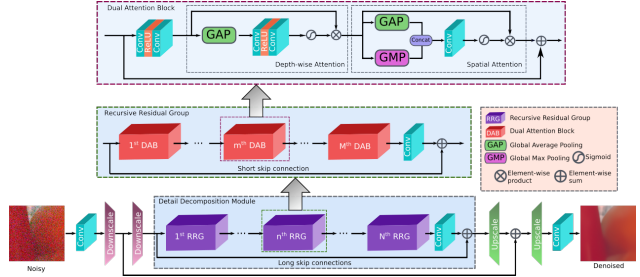 Dual Attention Block
Conv
ReLU
Conv
GAP
Conv
ReLU
Conv
Depth-wise Attention
GAP
GMP
Concat
Conv
Spatial Attention
Recursive Residual Group
1st DAB
...
mth DAB
...
Mth DAB
Conv
Short skip connection
RRG Recursive Residual Group
DAB Dual Attention Block
GAP Global Average Pooling
GMP Global Max Pooling
Sigmoid
Element-wise product
Element-wise sum
Detail Decomposition Module
Noisy
Conv
Downscale
Downscale
1st RRG
...
nth RRG
...
Nth RRG
Conv
Long skip connections
Upscale
Upscale
Conv
Denoised